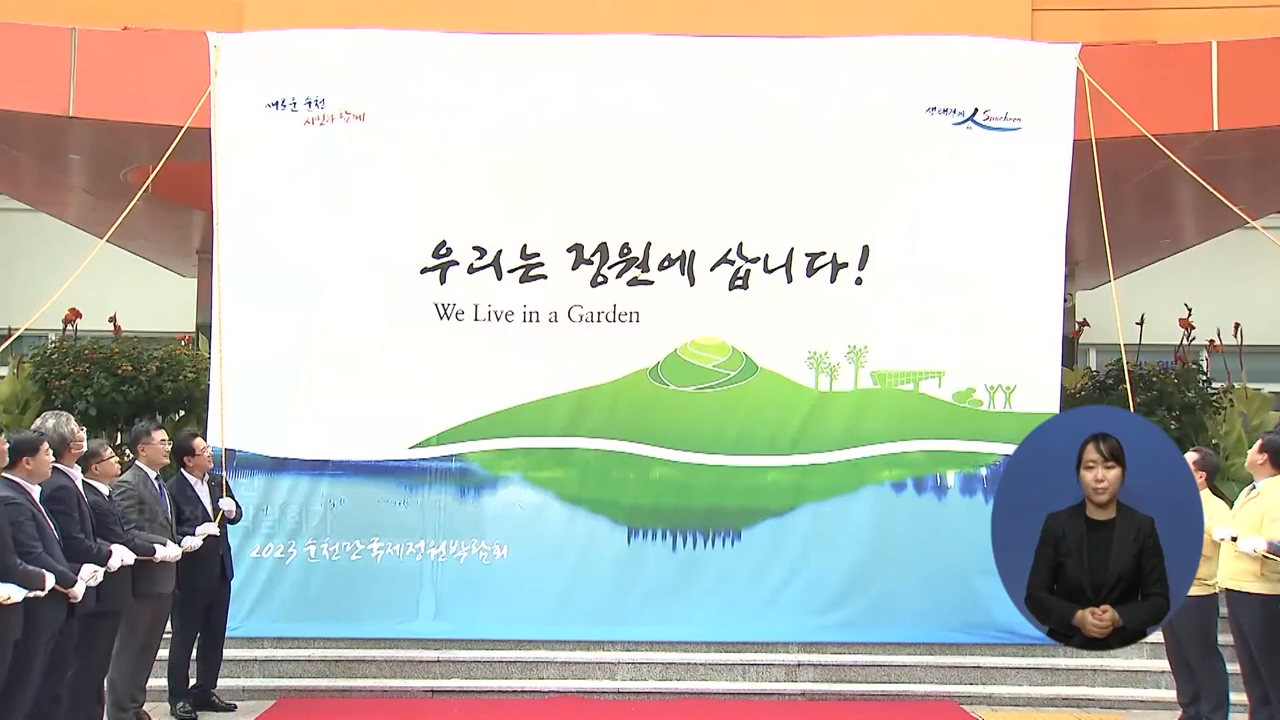 새로운 순천
시민과 함께
생태경제 Suncheon
우리는 정원에 삽니다!
We Live in a Garden
2023 순천만국제정원박람회